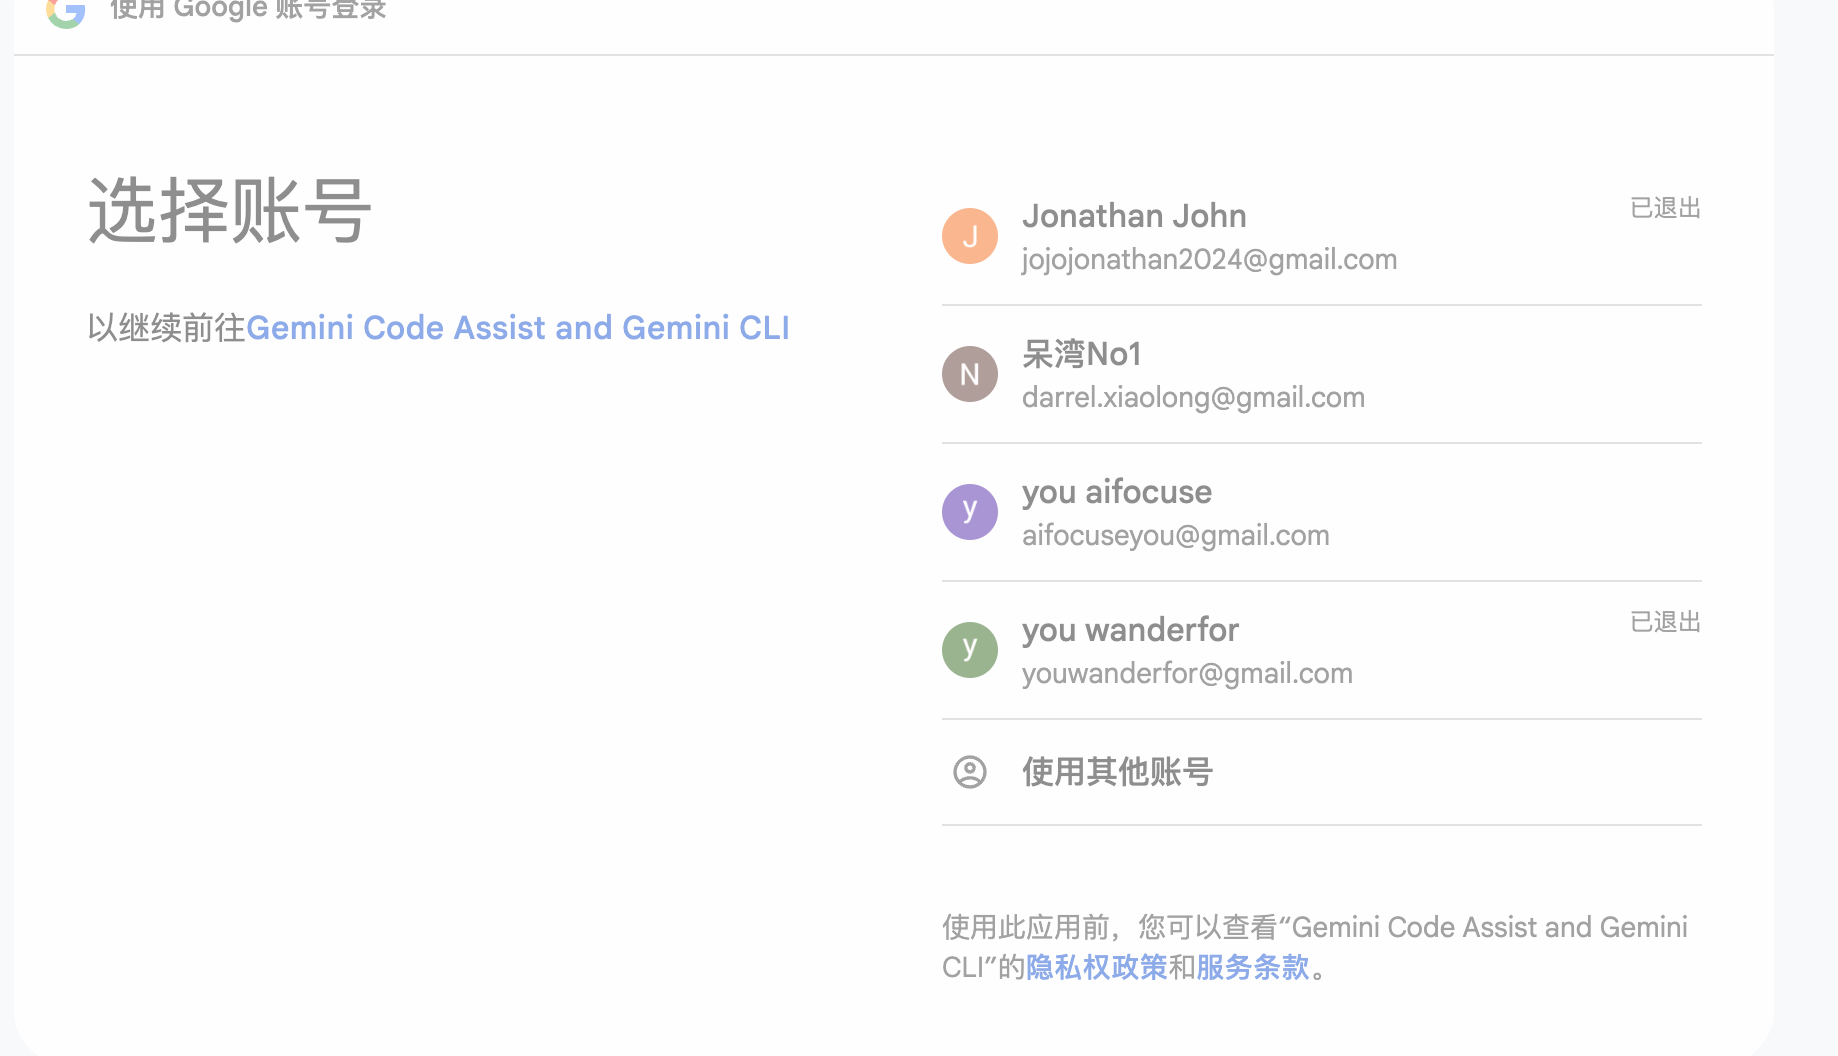 使用 Google 账号登录
选择账号
以继续前往Gemini Code Assist and Gemini CLI
J
Jonathan John
已退出
jojojonathan2024@gmail.com
N
呆湾No1
darrel.xiaolong@gmail.com
y
you aifocuse
aifocuseyou@gmail.com
y
you wanderfor
已退出
youwanderfor@gmail.com
使用其他账号
使用此应用前，您可以查看“Gemini Code Assist and Gemini
CLI”的隐私权政策和服务条款。